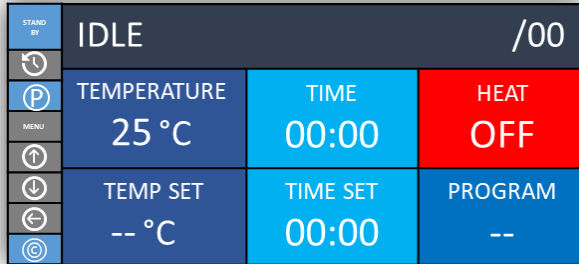 STAND
BY
IDLE /00
P
TEMPERATURE TIME HEAT
25 °C 00:00 OFF
MENU
TEMP SET TIME SET PROGRAM
-- °C 00:00 --
©